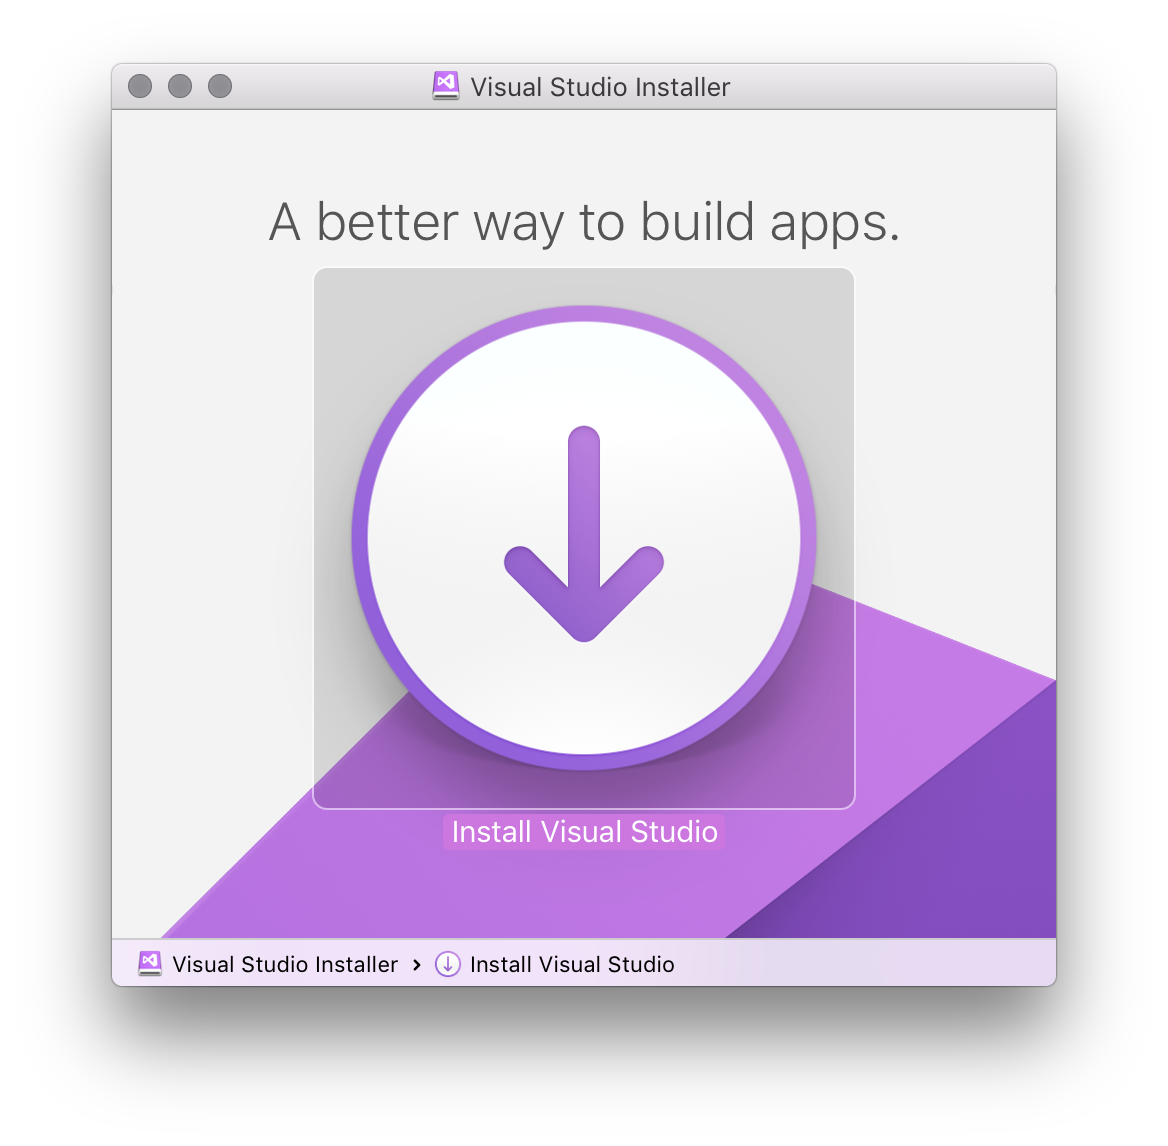 Visual Studio Installer
A better way to build apps.
Install Visual Studio
Visual Studio Installer › Install Visual Studio